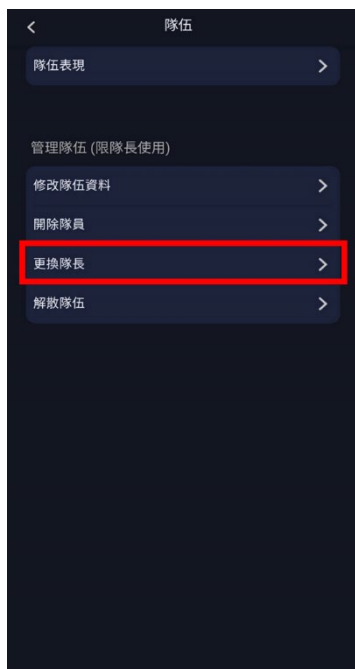 隊伍
隊伍表現
管理隊伍 (限隊長使用)
修改隊伍資料
開除隊員
更換隊長
解散隊伍